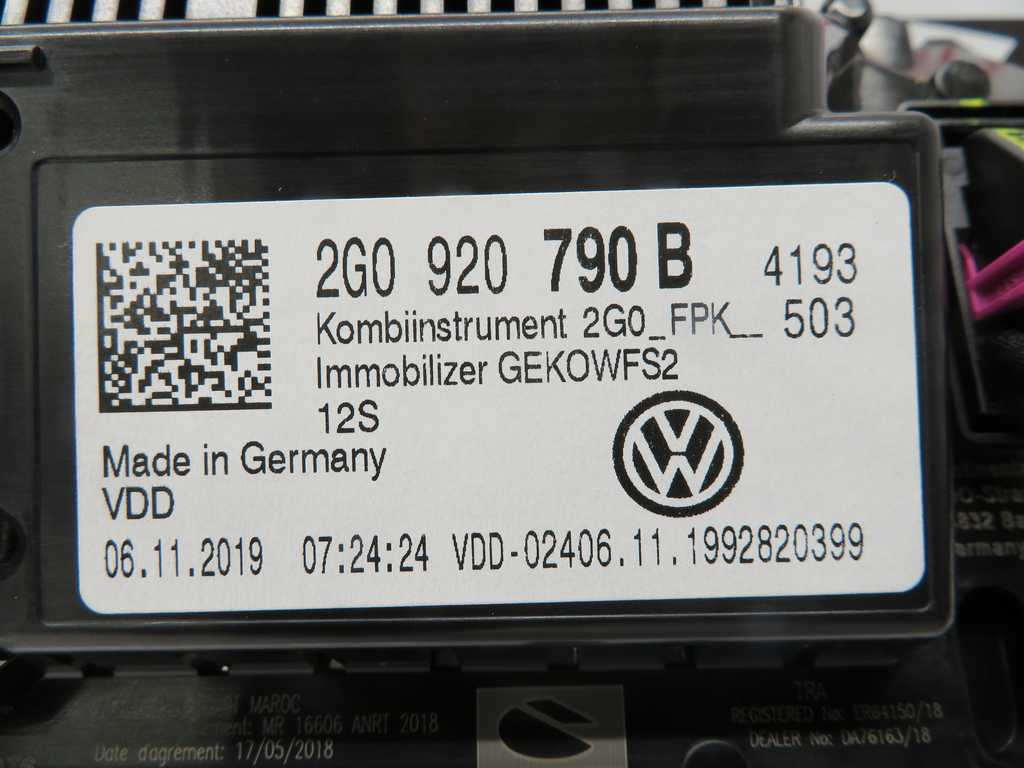 2G0 920 790 B 4193
Kombiinstrument 2G0_FPK__ 503
Immobilizer GEKOWFS2
12S
Made in Germany
VDD
06.11.2019 07:24:24 VDD-02406.11.1992820399
832
MAROC
MR 16606 ANRT 2018
Date dagrement: 17/05/2018
TRA
REGISTERED No: ER64150/18
DEALER No: DA76163/18